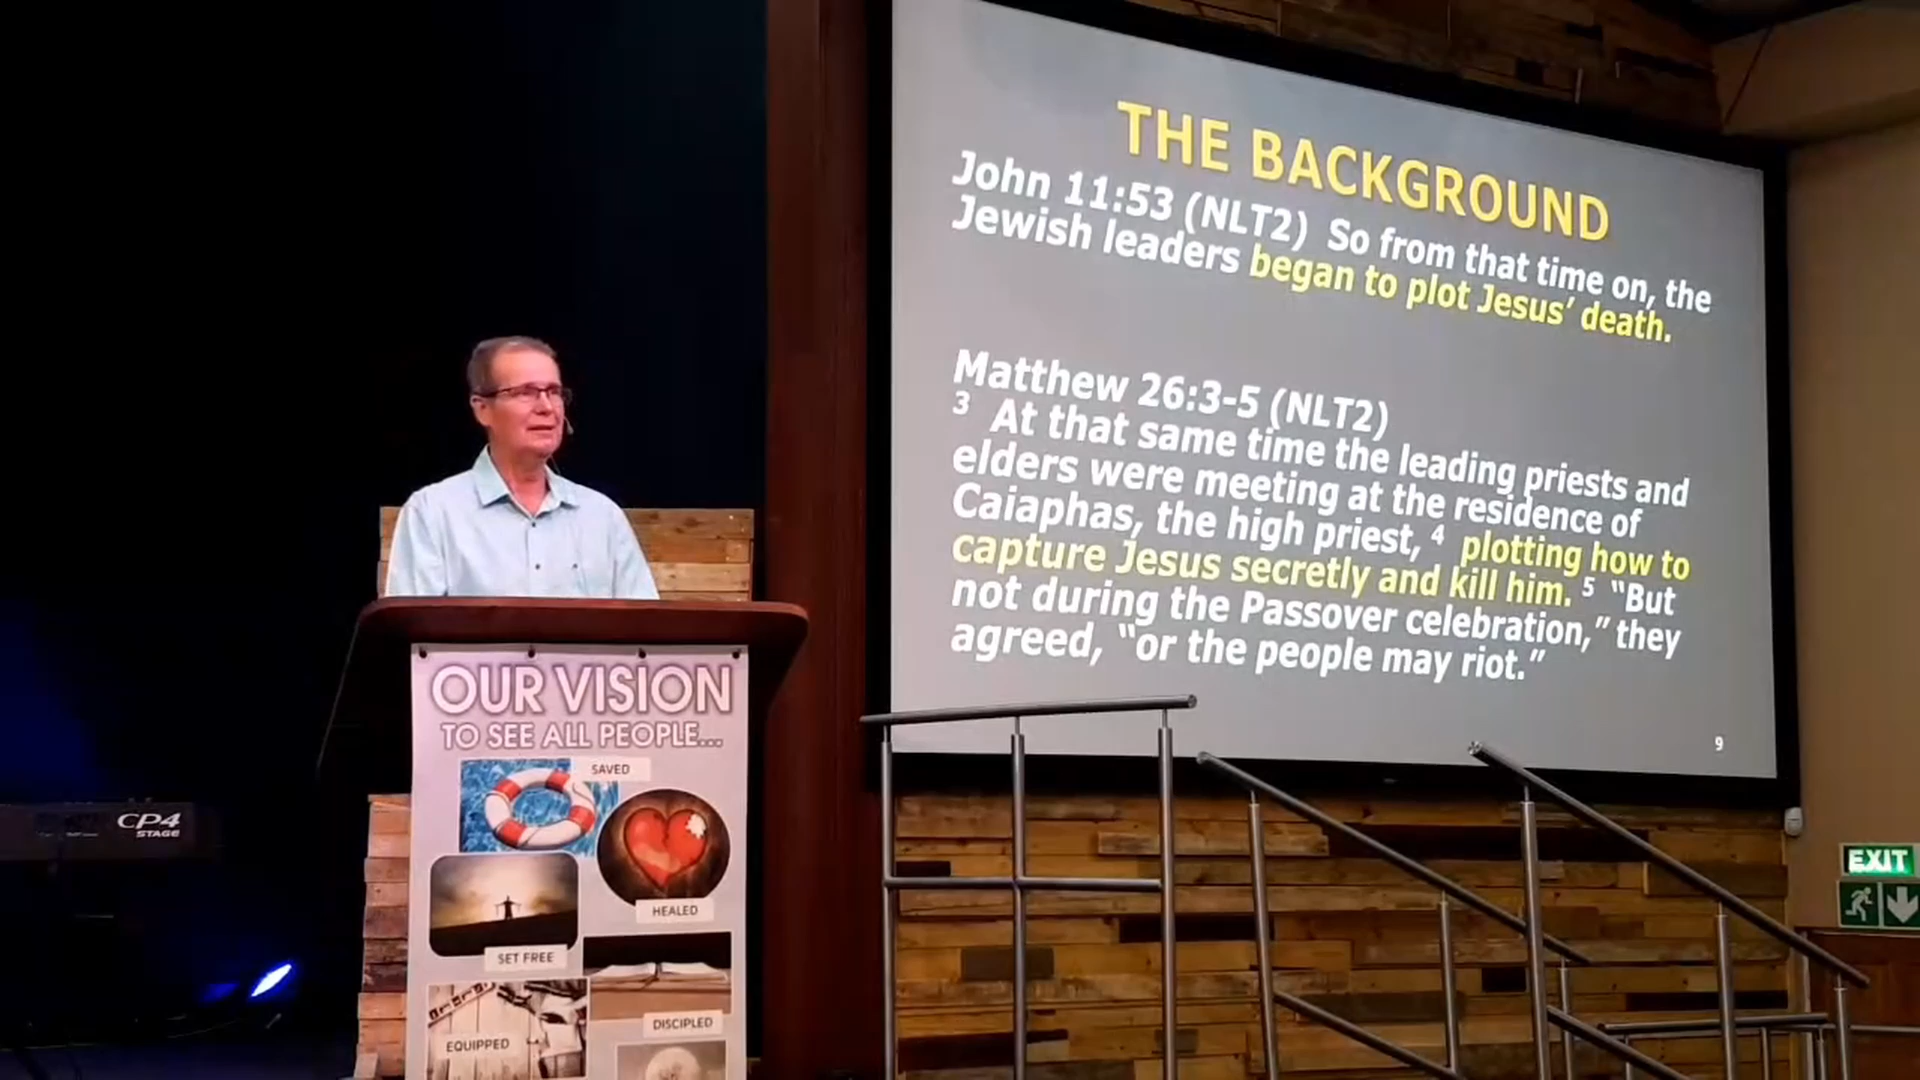 THE BACKGROUND
John 11:53 (NLT2) So from that time on, the
Jewish leaders began to plot Jesus’ death.
Matthew 26:3-5 (NLT2)
3 At that same time the leading priests and
elders were meeting at the residence of
Caiaphas, the high priest, 4 plotting how to
capture Jesus secretly and kill him. 5 “But
not during the Passover celebration,” they
agreed, “or the people may riot.”
9
OUR VISION
TO SEE ALL PEOPLE...
SAVED
HEALED
SET FREE
DISCIPLED
EQUIPPED
CP4
STAGE
EXIT